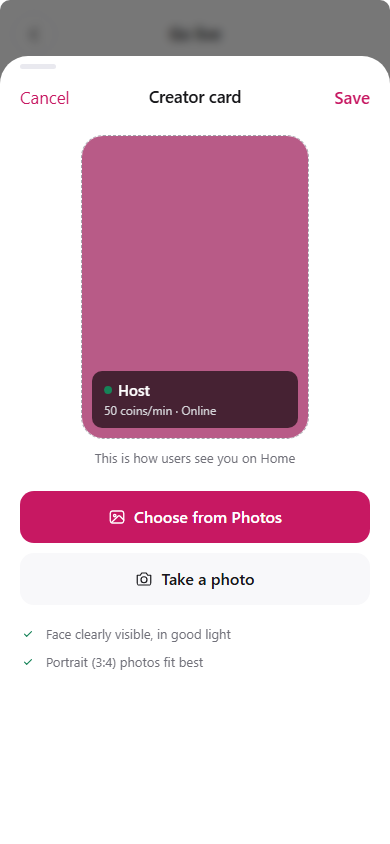 Cancel
Creator card
Save
Host
50 coins/min · Online
This is how users see you on Home
Choose from Photos
Take a photo
Face clearly visible, in good light
Portrait (3:4) photos fit best